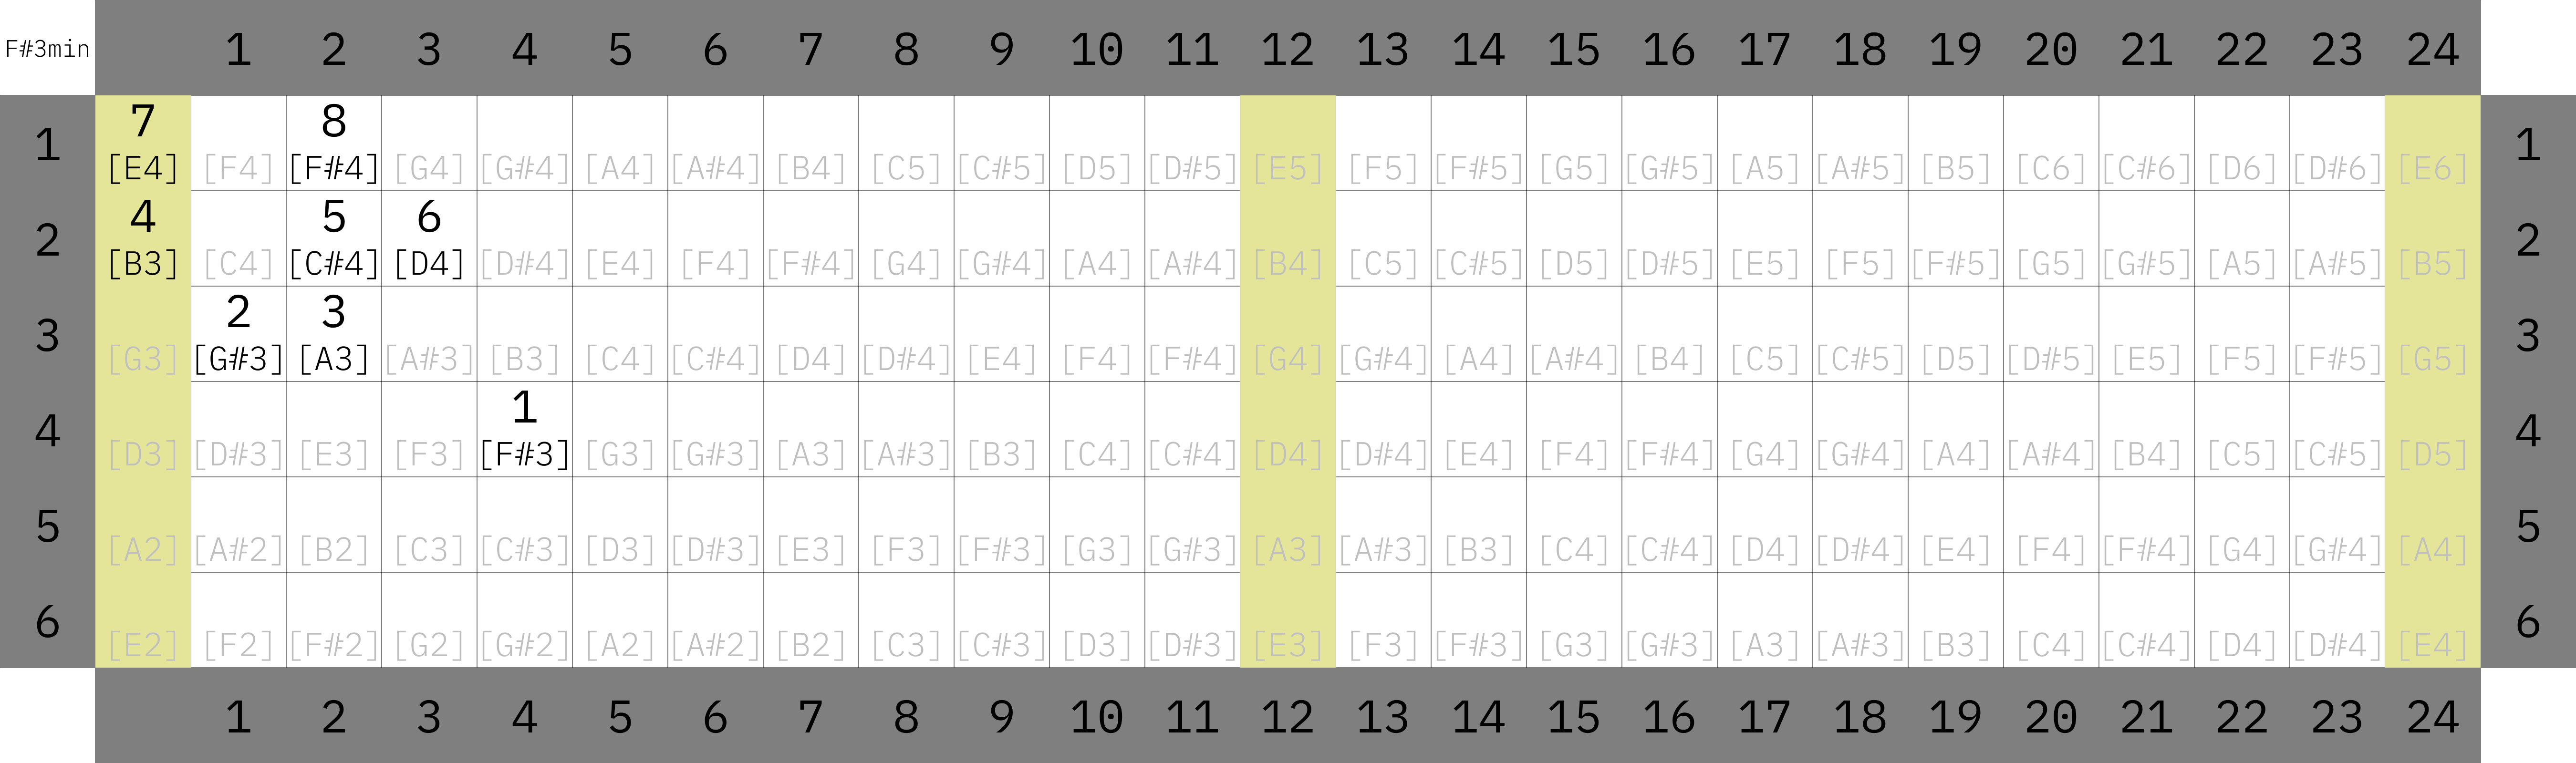 F#3min 1 2 3 4 5 6 7 8 9 10 11 12 13 14 15 16 17 18 19 20 21 22 23 24
7 8
1 [E4] [F4] [F#4] [G4] [G#4] [A4] [A#4] [B4] [C5] [C#5] [D5] [D#5] [E5] [F5] [F#5] [G5] [G#5] [A5] [A#5] [B5] [C6] [C#6] [D6] [D#6] [E6] 1
4 5 6
2 [B3] [C4] [C#4] [D4] [D#4] [E4] [F4] [F#4] [G4] [G#4] [A4] [A#4] [B4] [C5] [C#5] [D5] [D#5] [E5] [F5] [F#5] [G5] [G#5] [A5] [A#5] [B5] 2
2 3
3 [G3] [G#3] [A3] [A#3] [B3] [C4] [C#4] [D4] [D#4] [E4] [F4] [F#4] [G4] [G#4] [A4] [A#4] [B4] [C5] [C#5] [D5] [D#5] [E5] [F5] [F#5] [G5] 3
1
4 [D3] [D#3] [E3] [F3] [F#3] [G3] [G#3] [A3] [A#3] [B3] [C4] [C#4] [D4] [D#4] [E4] [F4] [F#4] [G4] [G#4] [A4] [A#4] [B4] [C5] [C#5] [D5] 4
5 [A2] [A#2] [B2] [C3] [C#3] [D3] [D#3] [E3] [F3] [F#3] [G3] [G#3] [A3] [A#3] [B3] [C4] [C#4] [D4] [D#4] [E4] [F4] [F#4] [G4] [G#4] [A4] 5
6 [E2] [F2] [F#2] [G2] [G#2] [A2] [A#2] [B2] [C3] [C#3] [D3] [D#3] [E3] [F3] [F#3] [G3] [G#3] [A3] [A#3] [B3] [C4] [C#4] [D4] [D#4] [E4] 6
1 2 3 4 5 6 7 8 9 10 11 12 13 14 15 16 17 18 19 20 21 22 23 24